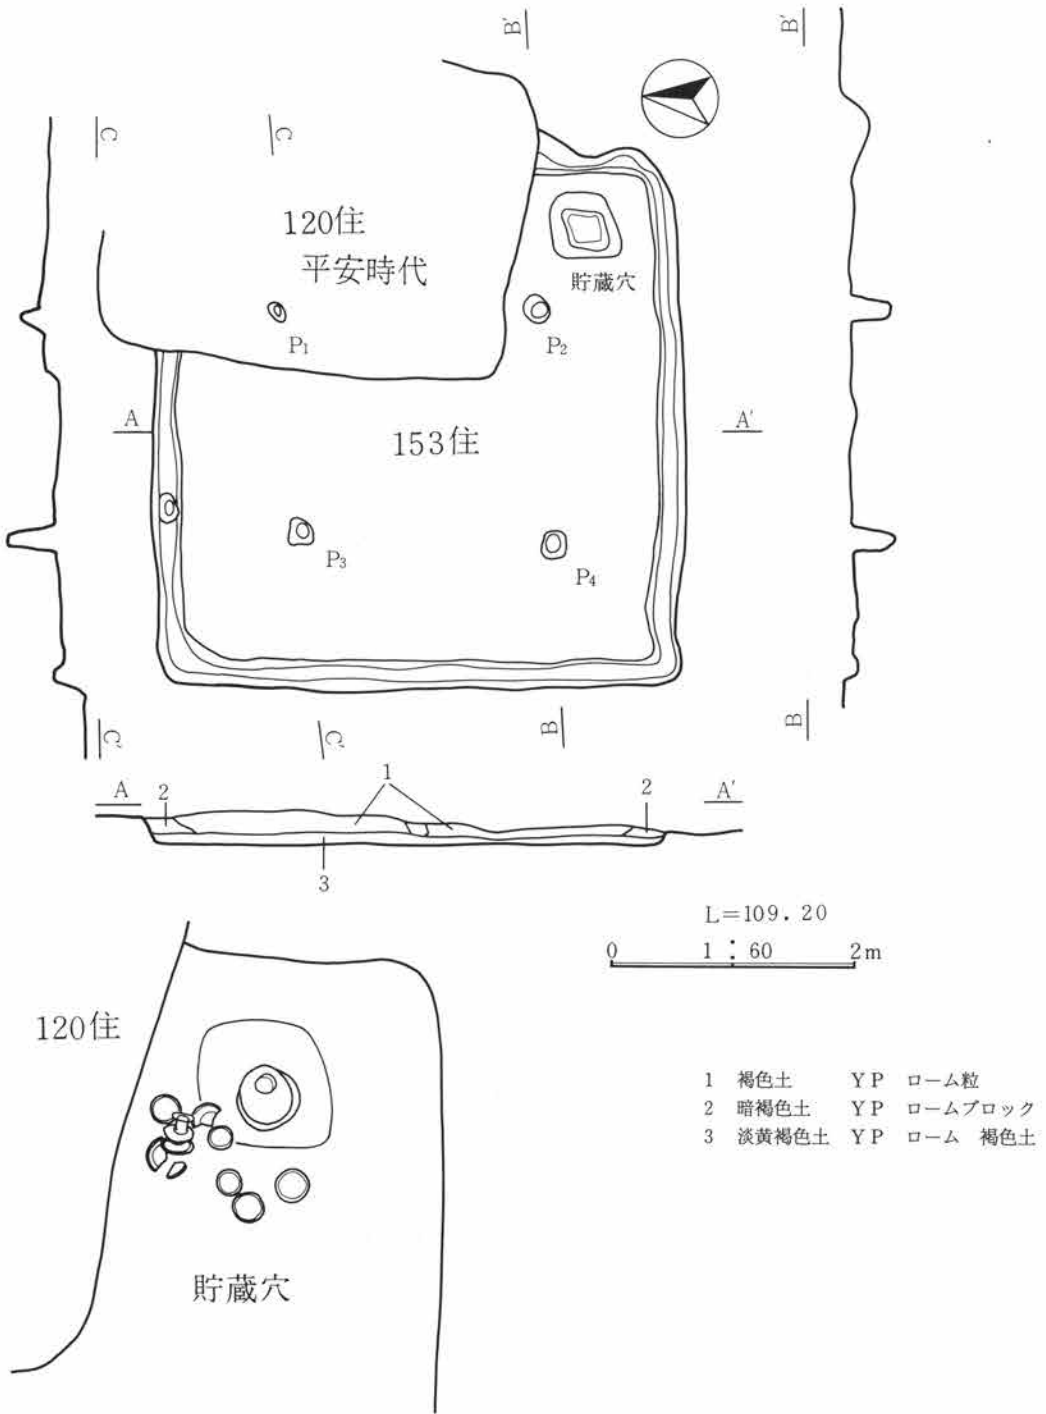 B' B'
C C
120住
平安時代
貯蔵穴
P1 P2
A A'
153住
P3 P4
C' C' B B
A 2 1 2 A'
3
L=109.20
0 1:60 2m
120住
1 褐色土 YP ローム粒
2 暗褐色土 YP ロームブロック
3 淡黄褐色土 YP ローム 褐色土
貯蔵穴